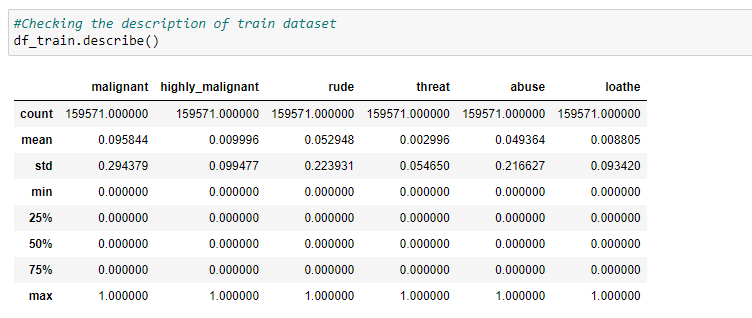 #Checking the description of train dataset
df_train.describe()
malignant highly_malignant rude threat abuse loathe
count 159571.000000 159571.000000 159571.000000 159571.000000 159571.000000 159571.000000
mean 0.095844 0.009996 0.052948 0.002996 0.049364 0.008805
std 0.294379 0.099477 0.223931 0.054650 0.216627 0.093420
min 0.000000 0.000000 0.000000 0.000000 0.000000 0.000000
25% 0.000000 0.000000 0.000000 0.000000 0.000000 0.000000
50% 0.000000 0.000000 0.000000 0.000000 0.000000 0.000000
75% 0.000000 0.000000 0.000000 0.000000 0.000000 0.000000
max 1.000000 1.000000 1.000000 1.000000 1.000000 1.000000